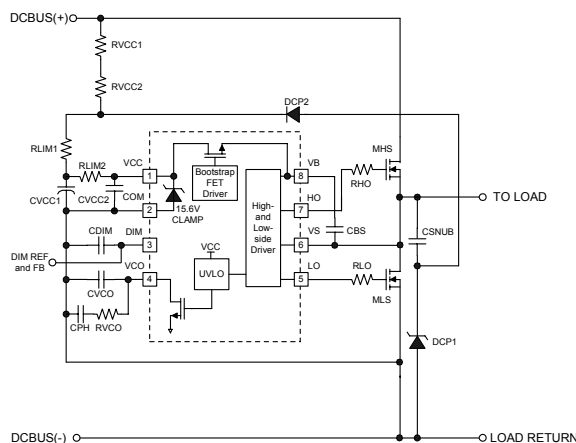 DCBUS(+)
RVCC1
RVCC2
DCP2
RLIM1
MHS
RLIM2
VCC
1
Bootstrap
FET
Driver
8
VB
RHO
CVCC1
CVCC2
COM
2
15.6V
CLAMP
High-
and
Low-
side
Driver
7
HO
TO LOAD
CDIM
DIM
3
VCC
6
VS
CBS
CSNUB
DIM REF
and FB
VCO
4
UVLO
5
LO
RLO
MLS
CVCO
CPH
RVCO
DCP1
DCBUS(-)
LOAD RETURN